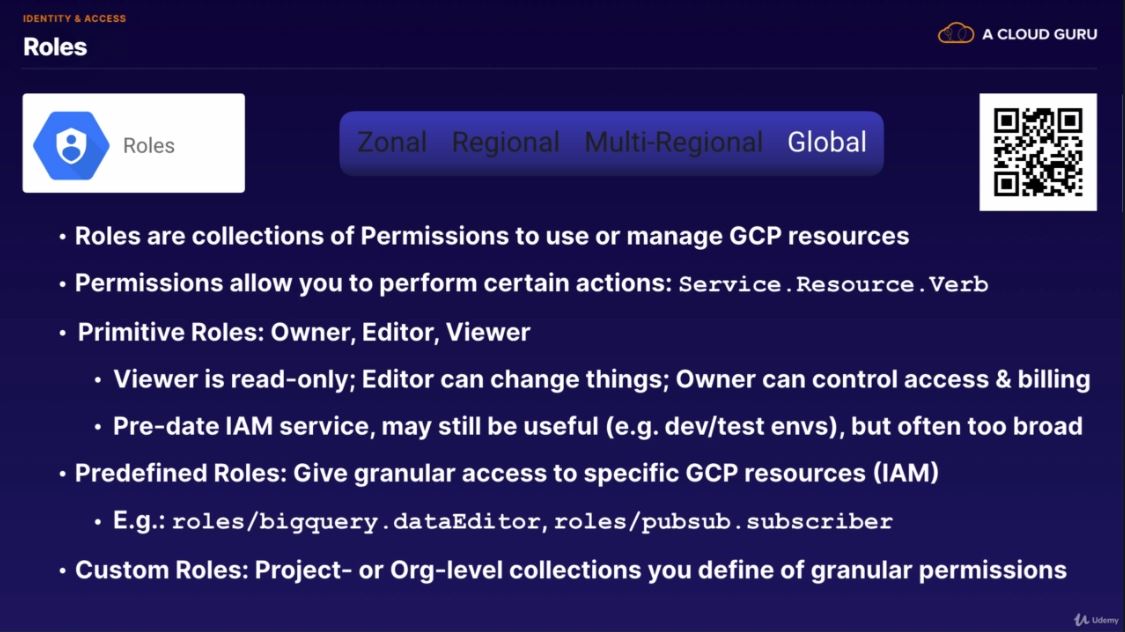 IDENTITY & ACCESS
Roles
A CLOUD GURU
Roles
Zonal Regional Multi-Regional Global
• Roles are collections of Permissions to use or manage GCP resources
• Permissions allow you to perform certain actions: Service.Resource.Verb
• Primitive Roles: Owner, Editor, Viewer
• Viewer is read-only; Editor can change things; Owner can control access & billing
• Pre-date IAM service, may still be useful (e.g. dev/test envs), but often too broad
• Predefined Roles: Give granular access to specific GCP resources (IAM)
• E.g.: roles/bigquery.dataEditor, roles/pubsub.subscriber
• Custom Roles: Project- or Org-level collections you define of granular permissions
Udemy